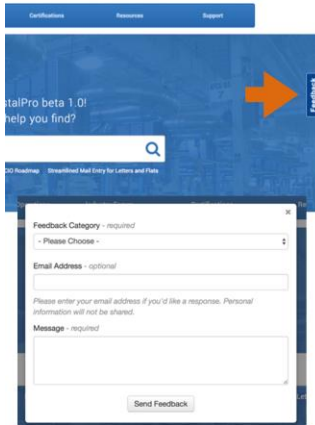 Certifications Resources Support
Feedback
stalPro beta 1.0!
help you find?
Roadmap Streamlined Mail Entry for Letters and Flats
×
Feedback Category - required
- Please Choose -
Email Address - optional
Please enter your email address if you'd like a response. Personal
information will not be shared.
Message - required
Send Feedback